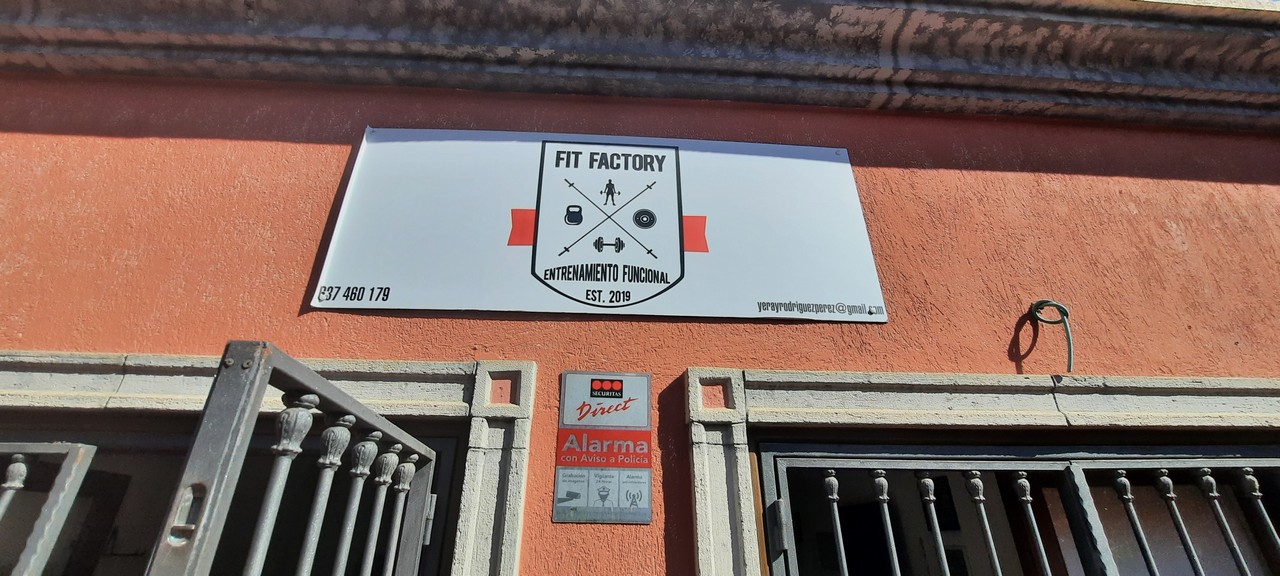 FIT FACTORY
ENTRENAMIENTO FUNCIONAL
EST. 2019
637 460 179
yerayrodriguezperez@gmail.com
SECURITAS
Direct
Alarma
con Aviso a Policía